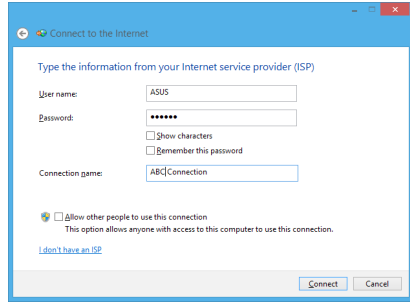 Connect to the Internet
Type the information from your Internet service provider (ISP)
User name: ASUS
Password: ••••••
Show characters
Remember this password
Connection name: ABC Connection
Allow other people to use this connection
This option allows anyone with access to this computer to use this connection.
I don't have an ISP
Connect Cancel